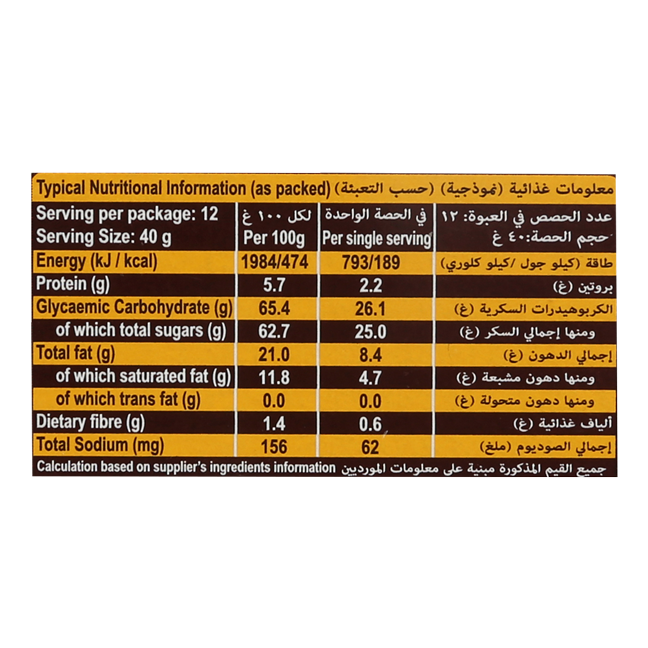 Typical Nutritional Information (as packed) معلومات غذائية (نموذجية) (حسب التعبئة)
Serving per package: 12 لكل ١٠٠ غ في الحصة الواحدة عدد الحصص في العبوة: ١٢
Serving Size: 40 g Per 100g Per single serving حجم الحصة: ٤٠ غ
Energy (kJ / kcal) 1984/474 793/189 طاقة (كيلو جول /كيلو كلوري)
Protein (g) 5.7 2.2 بروتين (غ)
Glycaemic Carbohydrate (g) 65.4 26.1 الكربوهيدرات السكرية (غ)
of which total sugars (g) 62.7 25.0 ومنها إجمالي السكر (غ)
Total fat (g) 21.0 8.4 إجمالي الدهون (غ)
of which saturated fat (g) 11.8 4.7 ومنها دهون مشبعة (غ)
of which trans fat (g) 0.0 0.0 ومنها دهون متحولة (غ)
Dietary fibre (g) 1.4 0.6 ألياف غذائية (غ)
Total Sodium (mg) 156 62 إجمالي الصوديوم (ملغ)
Calculation based on supplier's ingredients information جميع القيم المذكورة مبنية على معلومات الموردين